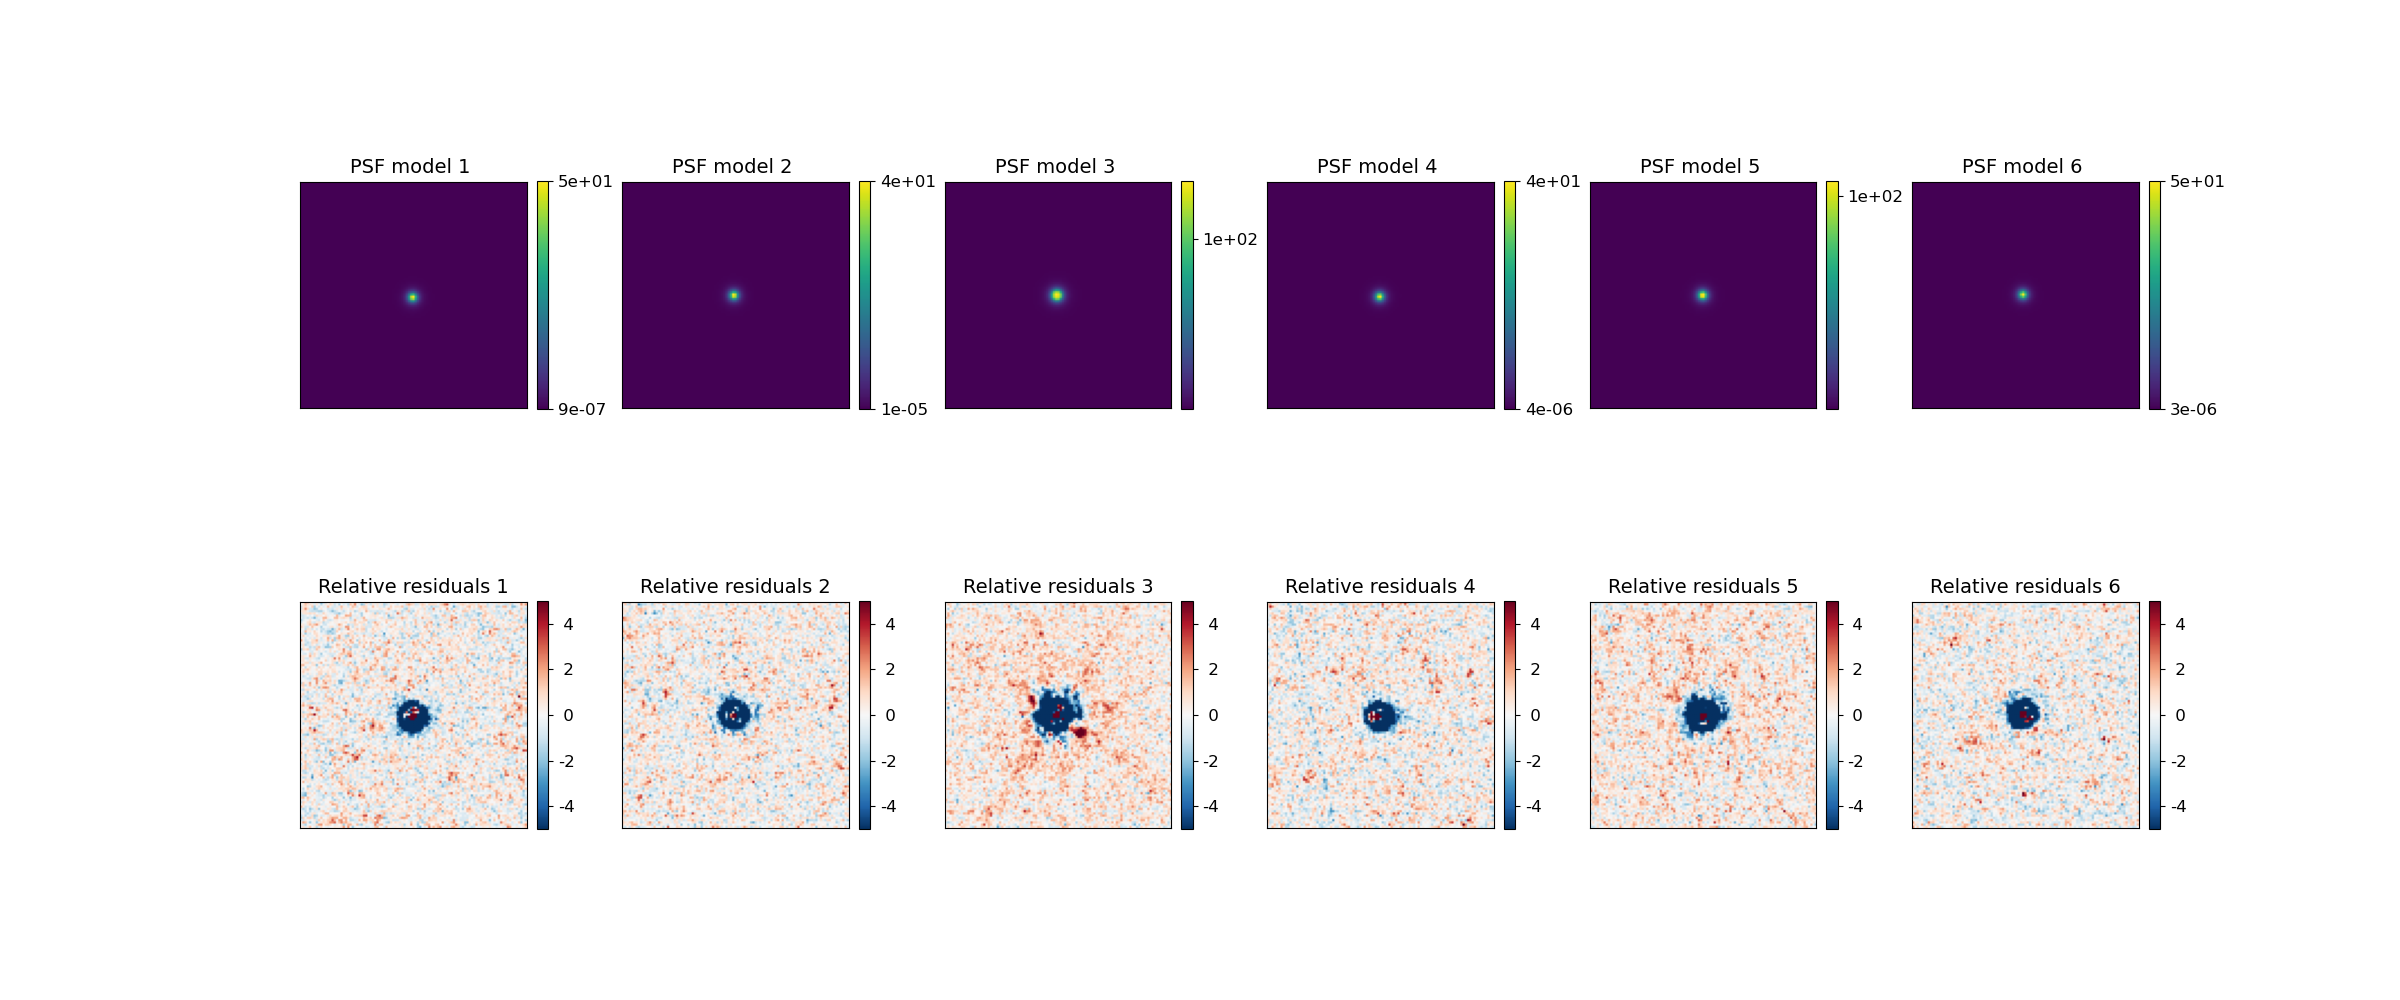 PSF model 1
PSF model 2
PSF model 3
PSF model 4
PSF model 5
PSF model 6
5e+01
9e-07
4e+01
1e-05
1e+02
4e+01
4e-06
1e+02
5e+01
3e-06
Relative residuals 1
Relative residuals 2
Relative residuals 3
Relative residuals 4
Relative residuals 5
Relative residuals 6
4
2
0
-2
-4
4
2
0
-2
-4
4
2
0
-2
-4
4
2
0
-2
-4
4
2
0
-2
-4
4
2
0
-2
-4